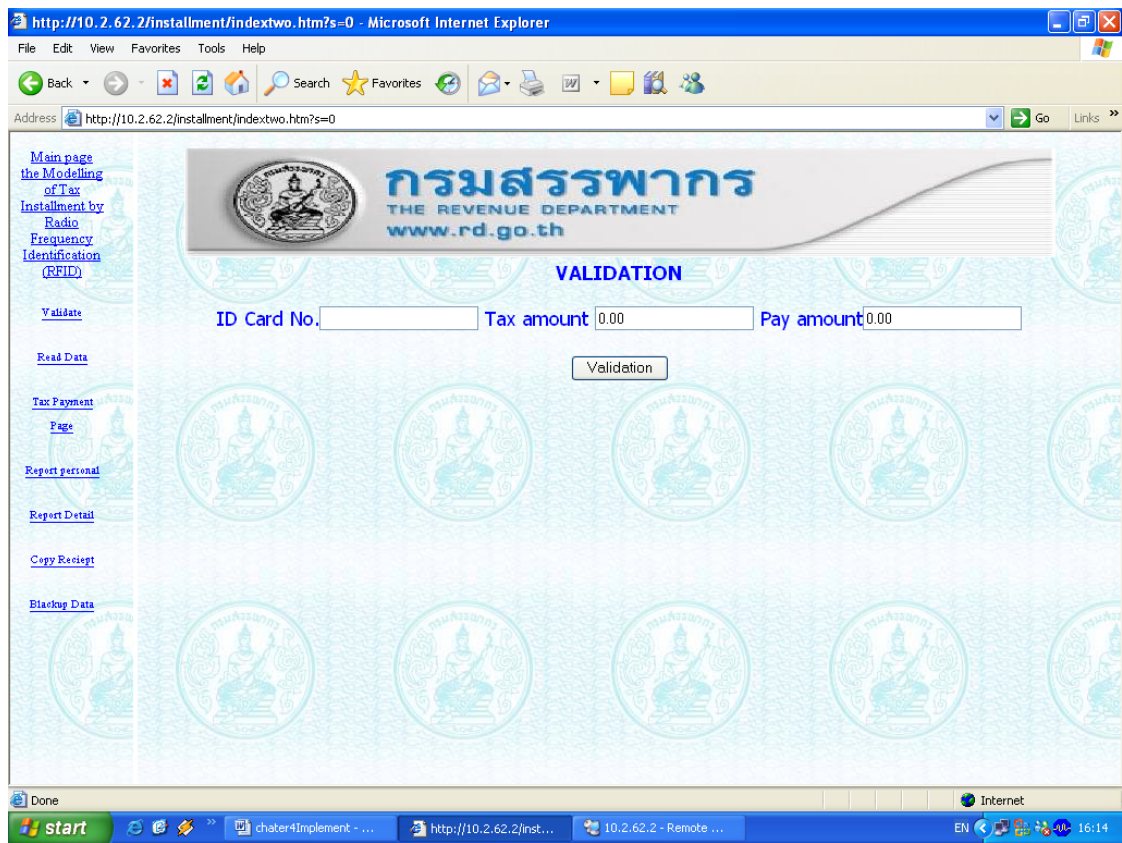 http://10.2.62.2/installment/indextwo.htm?s=0 - Microsoft Internet Explorer
File Edit View Favorites Tools Help
Back Search Favorites
Address http://10.2.62.2/installment/indextwo.htm?s=0 Go Links »
Main page
the Modelling
of Tax
Installment by
Radio
Frequency
Identification
(RFID)
Validate
Read Data
Tax Payment
Page
Report personal
Report Detail
Copy Reciept
Blackup Data
กรมสรรพากร
THE REVENUE DEPARTMENT
www.rd.go.th
VALIDATION
ID Card No. Tax amount 0.00 Pay amount 0.00
Validation
Done Internet
start » chater4Implement - ... http://10.2.62.2/inst... 10.2.62.2 - Remote ... EN 16:14